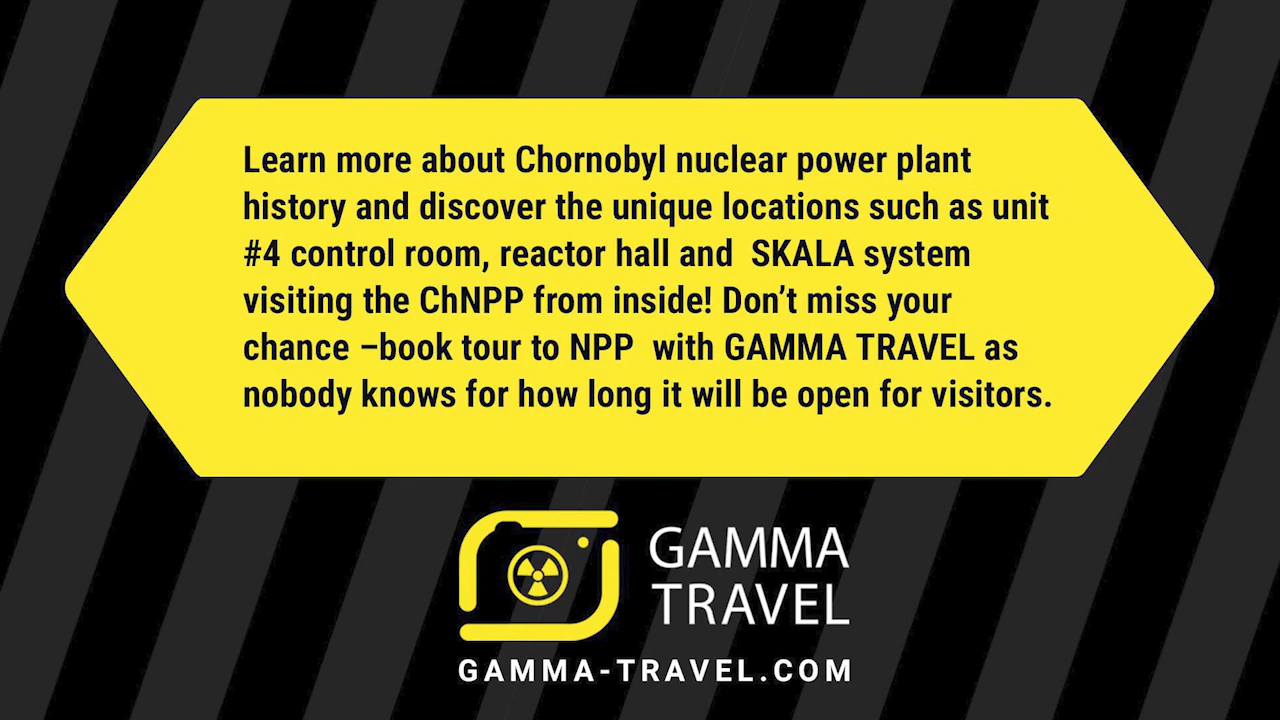 Learn more about Chornobyl nuclear power plant
history and discover the unique locations such as unit
#4 control room, reactor hall and  SKALA system
visiting the ChNPP from inside! Don’t miss your
chance –book tour to NPP  with GAMMA TRAVEL as
nobody knows for how long it will be open for visitors.
GAMMA
TRAVEL
GAMMA-TRAVEL.COM